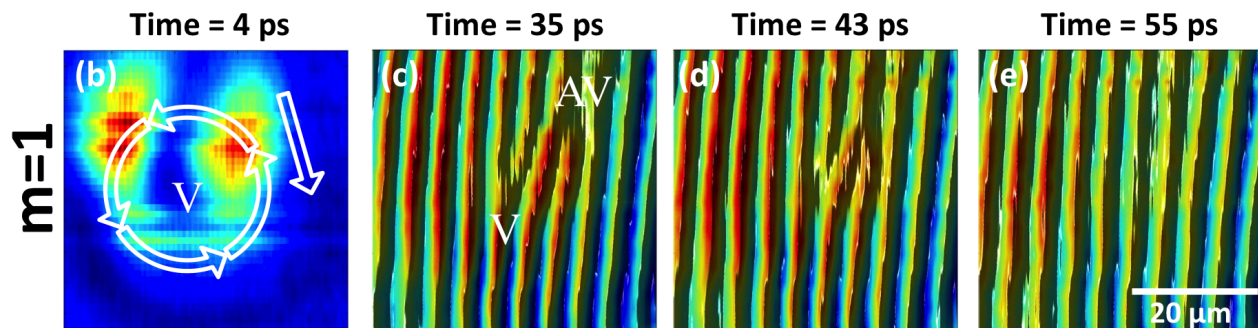 Time = 4 ps
Time = 35 ps
Time = 43 ps
Time = 55 ps
m=1
(b)
(c)
(d)
(e)
V
AV
V
20 µm